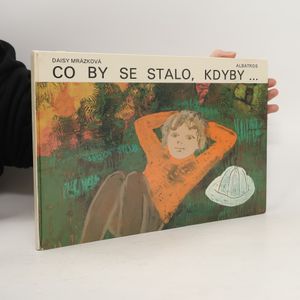 DAISY MRÁZKOVÁ
ALBATROS
CO BY SE STALO, KDYBY ...